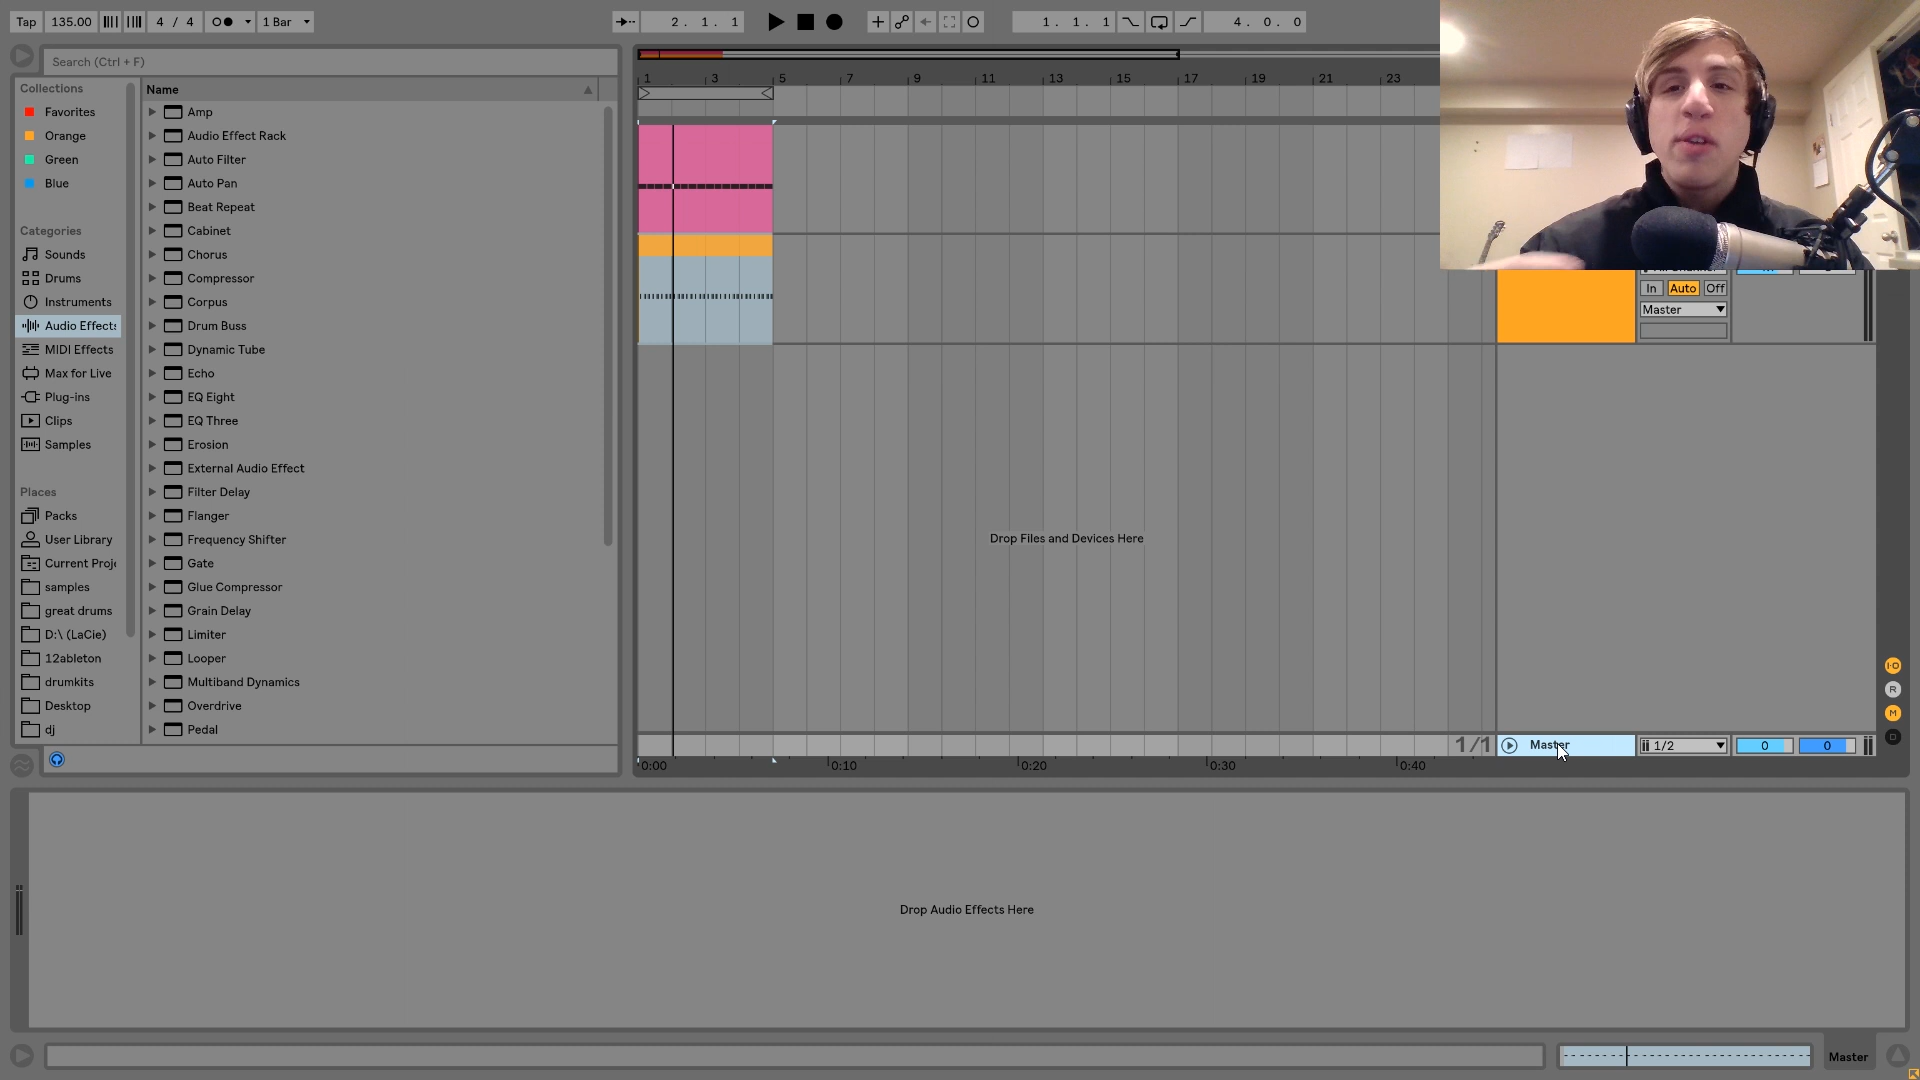 Tap 135.00 4 / 4 1 Bar 2. 1. 1 1. 1. 1 4. 0. 0
Search (Ctrl + F)
Collections
Favorites
Orange
Green
Blue
Categories
Sounds
Drums
Instruments
Audio Effects
MIDI Effects
Max for Live
Plug-ins
Clips
Samples
Places
Packs
User Library
Current Proj
samples
great drums
D:\ (LaCie)
12ableton
drumkits
Desktop
dj
Name
Amp
Audio Effect Rack
Auto Filter
Auto Pan
Beat Repeat
Cabinet
Chorus
Compressor
Corpus
Drum Buss
Dynamic Tube
Echo
EQ Eight
EQ Three
Erosion
External Audio Effect
Filter Delay
Flanger
Frequency Shifter
Gate
Glue Compressor
Grain Delay
Limiter
Looper
Multiband Dynamics
Overdrive
Pedal
1 3 5 7 9 11 13 15 17 19 21 23
In Auto Off
Master
Drop Files and Devices Here
I·O
R
M
D
1/1 Master 1/2 0 0
0:00 0:10 0:20 0:30 0:40
Drop Audio Effects Here
Master